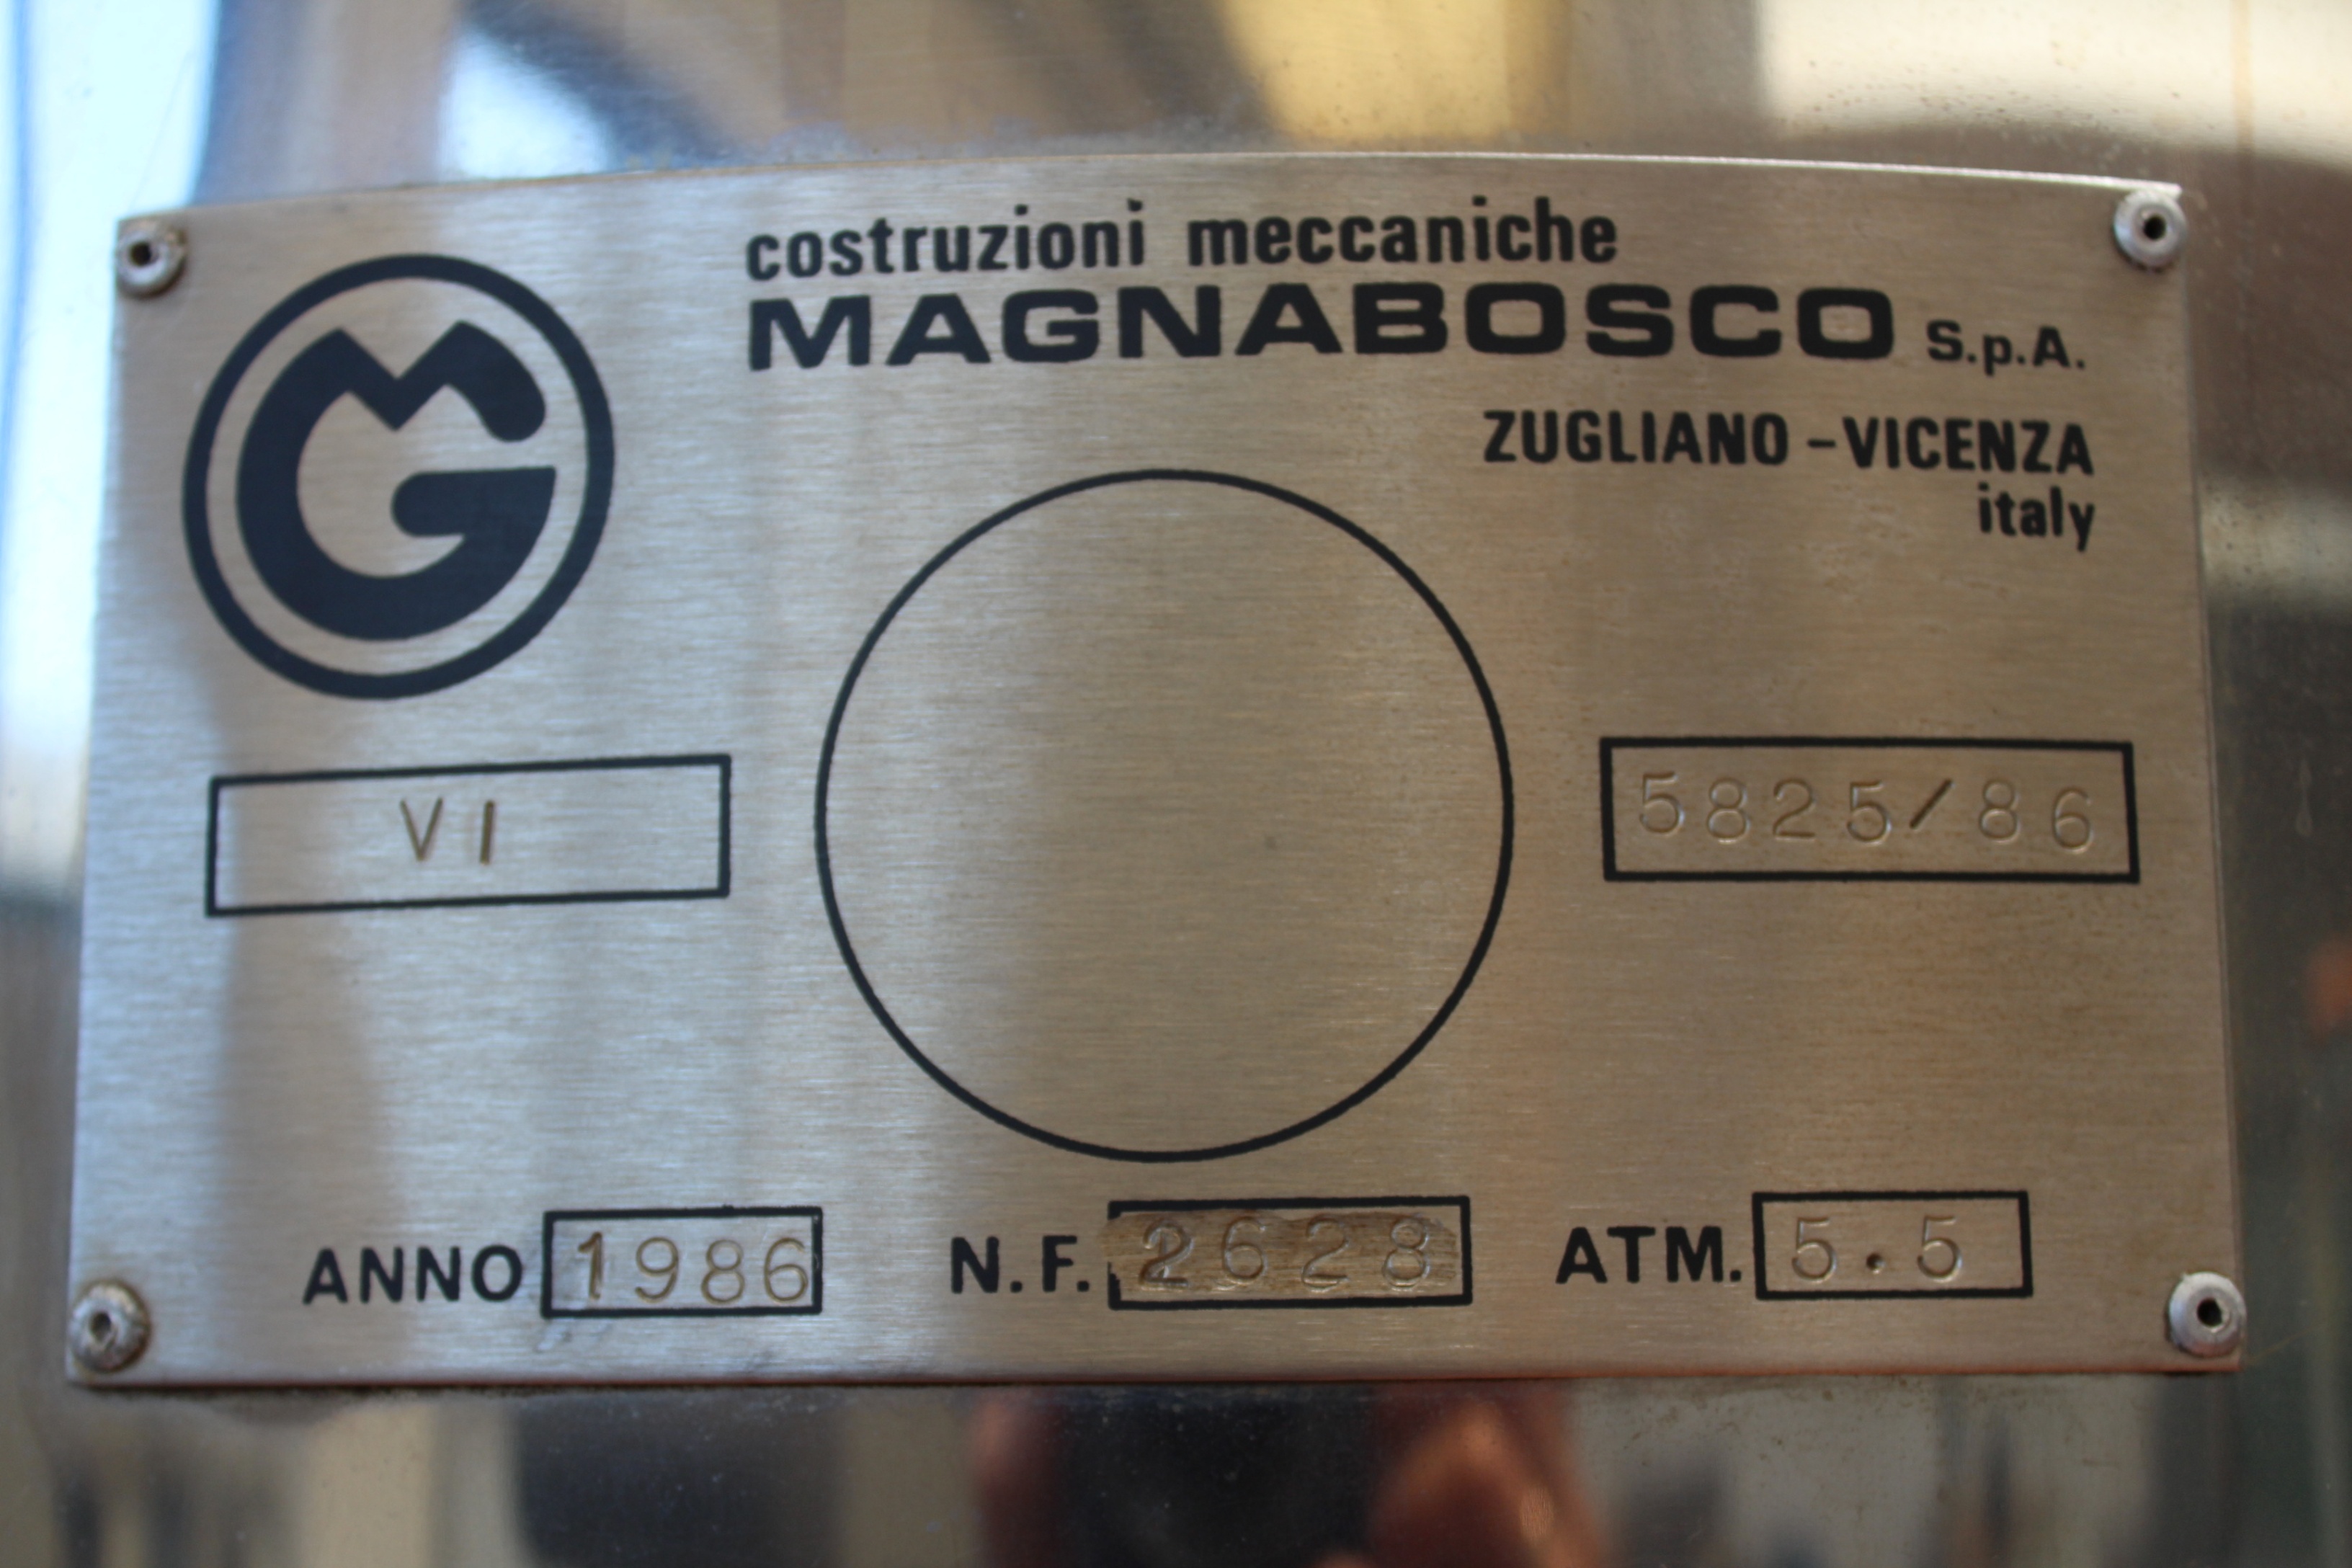 costruzioni meccaniche
MAGNABOSCO S.p.A.
ZUGLIANO - VICENZA
italy
VI
5825/86
ANNO 1986 N.F. 2628 ATM. 5.5